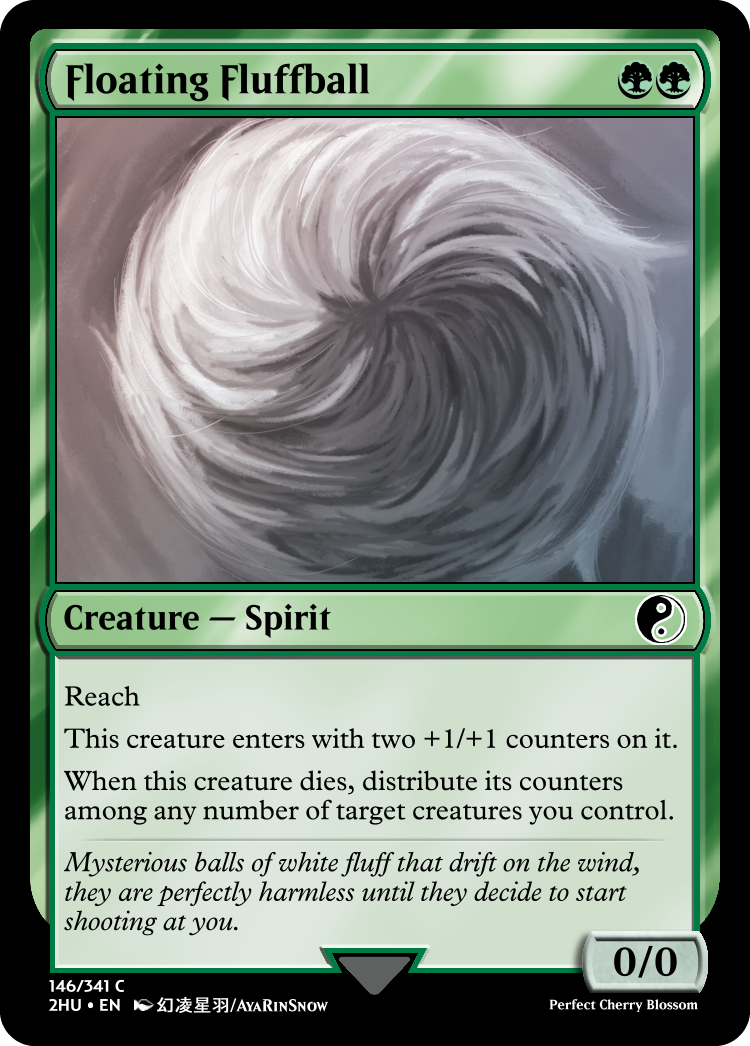 Floating Fluffball
Creature — Spirit
Reach
This creature enters with two +1/+1 counters on it.
When this creature dies, distribute its counters
among any number of target creatures you control.
Mysterious balls of white fluff that drift on the wind,
they are perfectly harmless until they decide to start
shooting at you.
0/0
146/341 C
2HU • EN 幻凌星羽/AyaRinSnow
Perfect Cherry Blossom